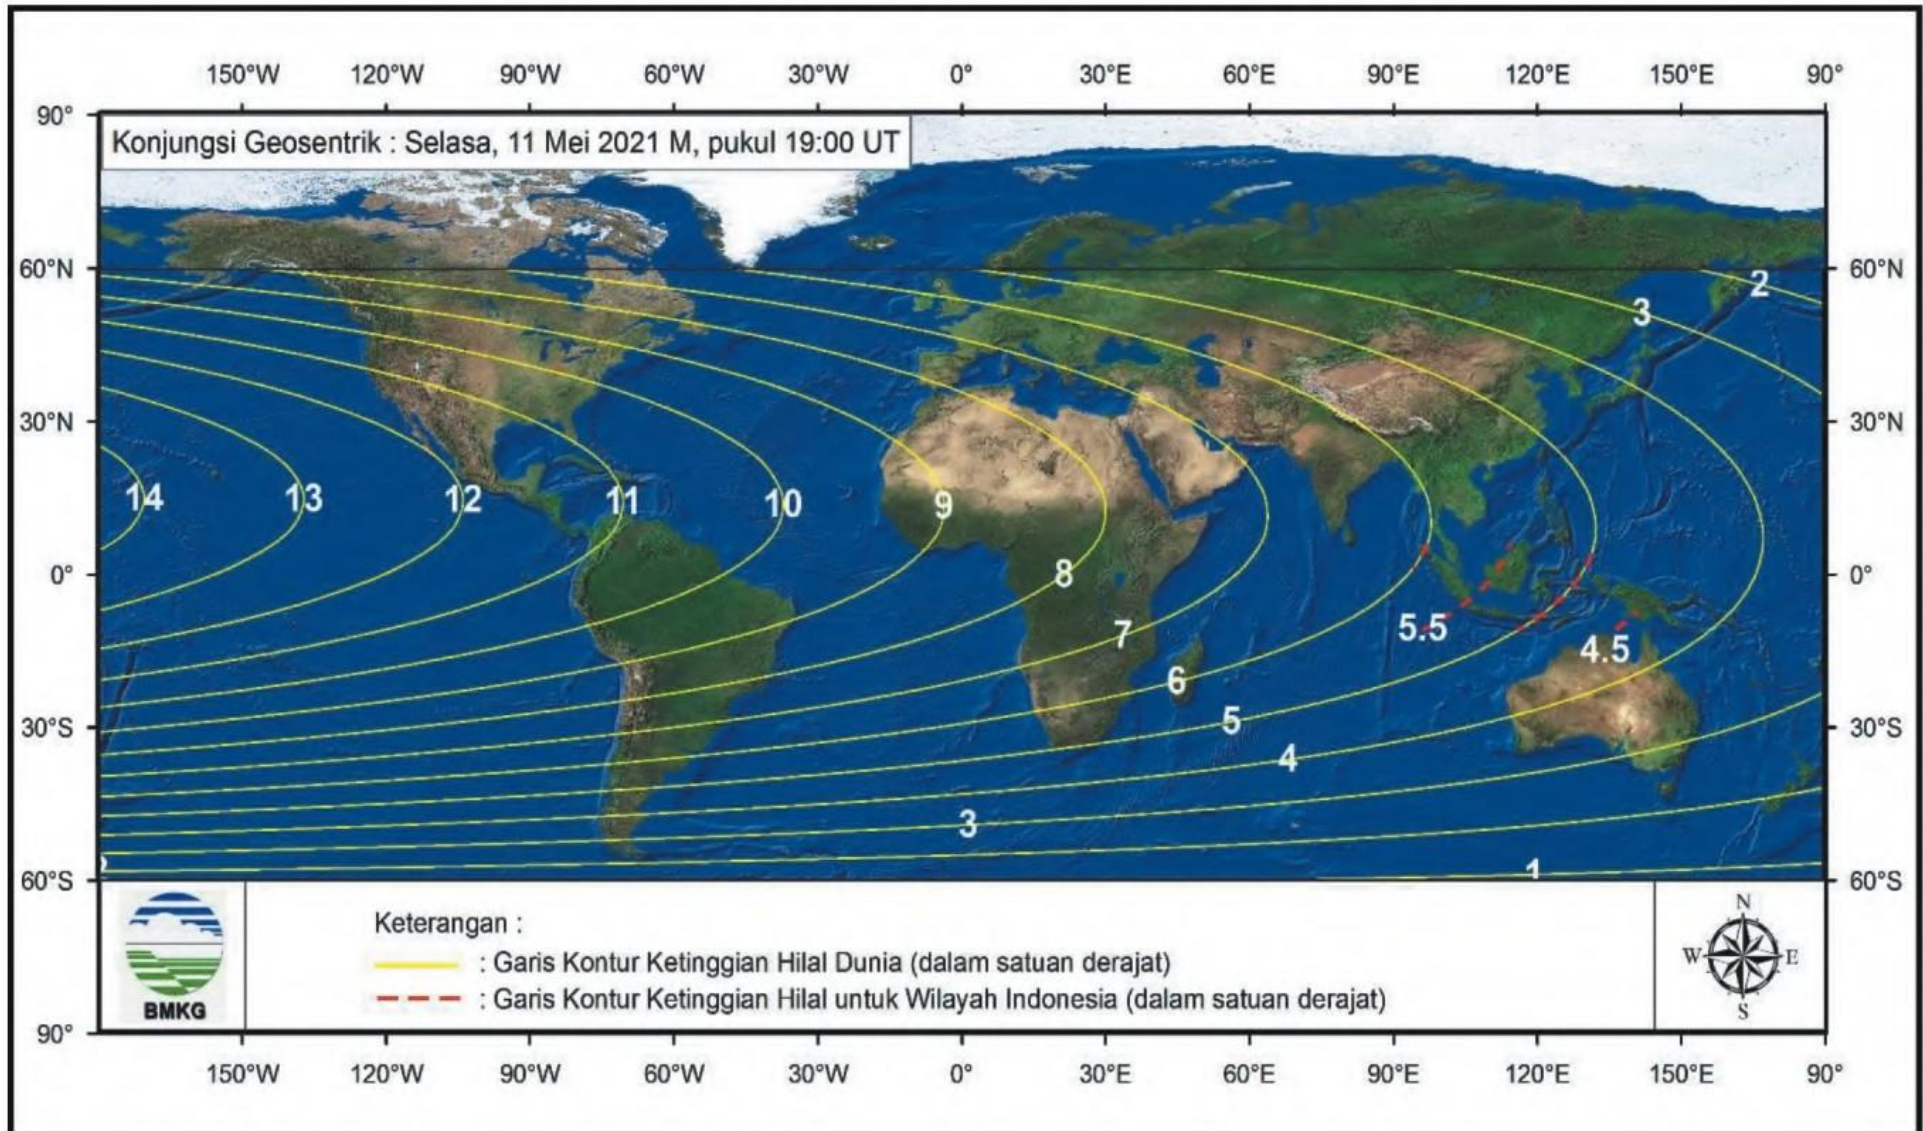 150°W 120°W 90°W 60°W 30°W 0° 30°E 60°E 90°E 120°E 150°E 90°
90°
Konjungsi Geosentrik : Selasa, 11 Mei 2021 M, pukul 19:00 UT
60°N 60°N
2
3
30°N 30°N
14 13 12 11 10 9
8
0° 0°
7
5.5
4.5
6
5
30°S 30°S
4
3
1
60°S 60°S
Keterangan :
: Garis Kontur Ketinggian Hilal Dunia (dalam satuan derajat)
: Garis Kontur Ketinggian Hilal untuk Wilayah Indonesia (dalam satuan derajat)
BMKG
N
W E
S
90° 90°
150°W 120°W 90°W 60°W 30°W 0° 30°E 60°E 90°E 120°E 150°E 90°